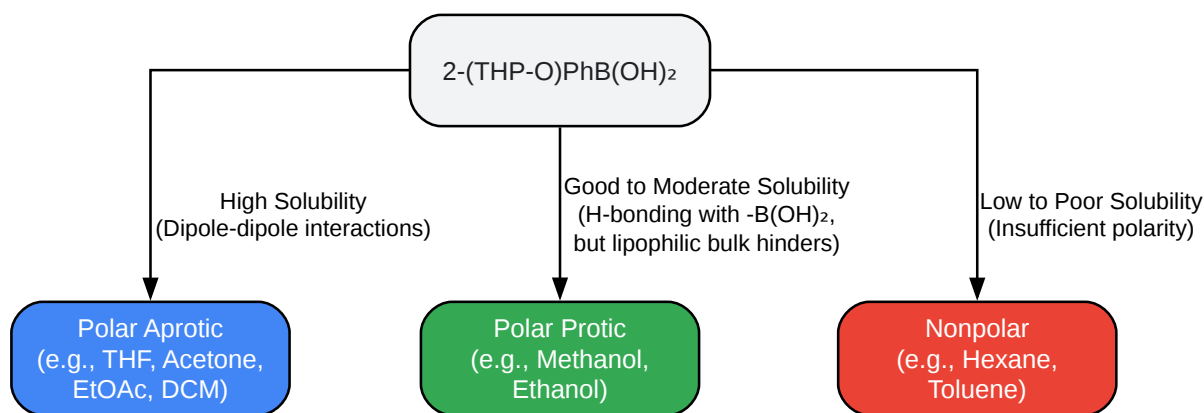 2-(THP-O)PhB(OH)₂
High Solubility
(Dipole-dipole interactions)
Good to Moderate Solubility
(H-bonding with -B(OH)₂,
but lipophilic bulk hinders)
Low to Poor Solubility
(Insufficient polarity)
Polar Aprotic
(e.g., THF, Acetone,
EtOAc, DCM)
Polar Protic
(e.g., Methanol,
Ethanol)
Nonpolar
(e.g., Hexane,
Toluene)